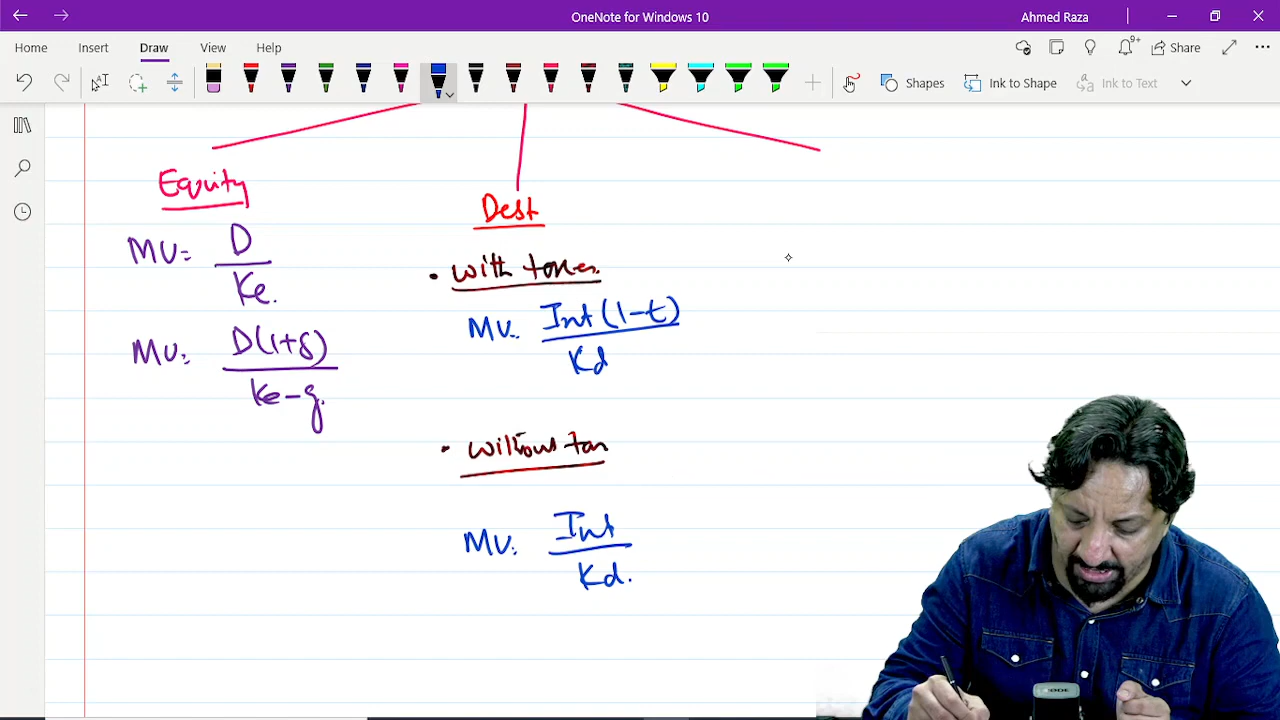 OneNote for Windows 10
Ahmed Raza
Home Insert Draw View Help
9+
Share
Shapes
Ink to Shape
Ink to Text
Equity
MV= D
Ke.
MV= D(1+g)
Ke-g.
Debt
• with taxes.
MV= Int(1-t)
Kd
• without tax
MV= Int
Kd.